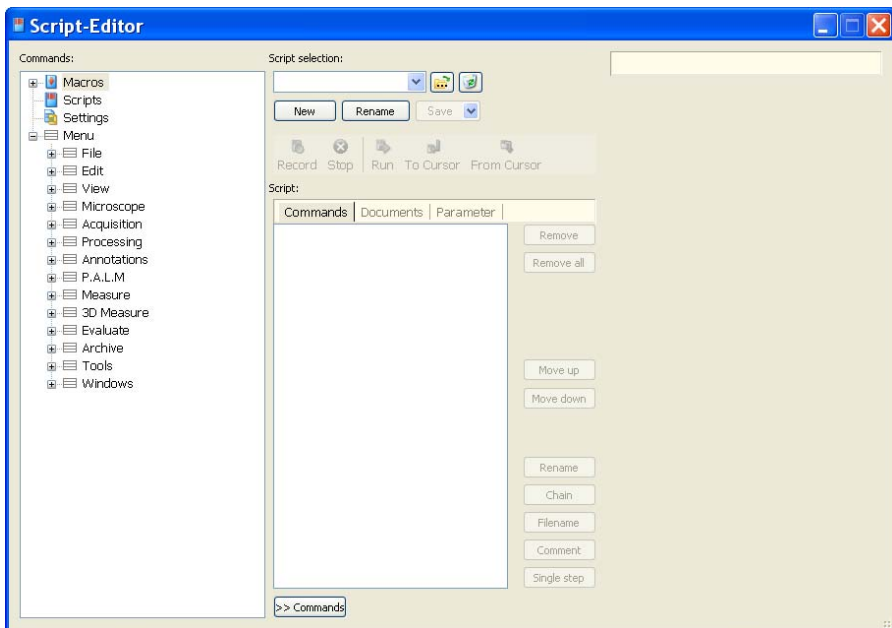 Script-Editor
Commands:
Macros
Scripts
Settings
Menu
File
Edit
View
Microscope
Acquisition
Processing
Annotations
P.A.L.M
Measure
3D Measure
Evaluate
Archive
Tools
Windows
Script selection:
New Rename Save
Record Stop Run To Cursor From Cursor
Script:
Commands Documents Parameter
Remove
Remove all
Move up
Move down
Rename
Chain
Filename
Comment
Single step
>> Commands